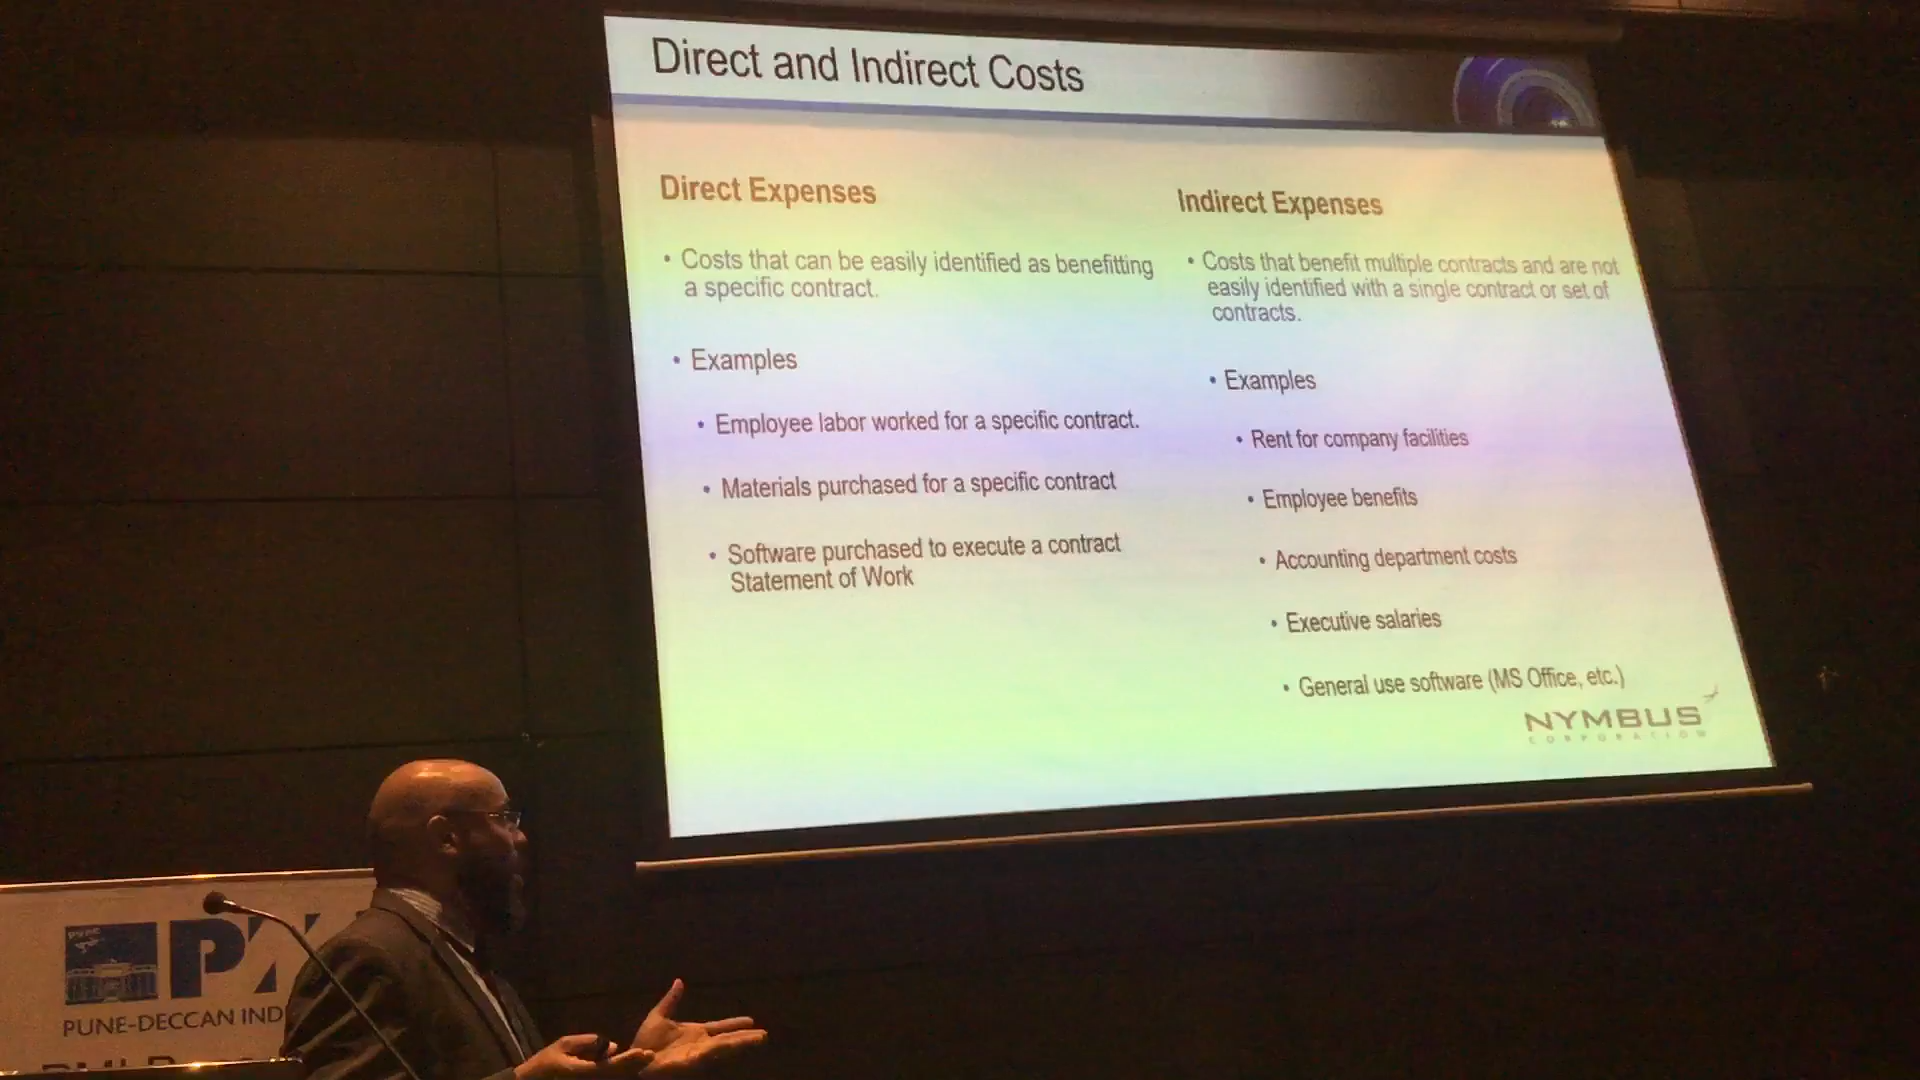 Direct and Indirect Costs
Direct Expenses
• Costs that can be easily identified as benefitting
a specific contract.
• Examples
• Employee labor worked for a specific contract.
• Materials purchased for a specific contract
• Software purchased to execute a contract
Statement of Work
Indirect Expenses
• Costs that benefit multiple contracts and are not
easily identified with a single contract or set of
contracts.
• Examples
• Rent for company facilities
• Employee benefits
• Accounting department costs
• Executive salaries
• General use software (MS Office, etc.)
NYMBUS
CORPORATION
PUNE-DECCAN IND